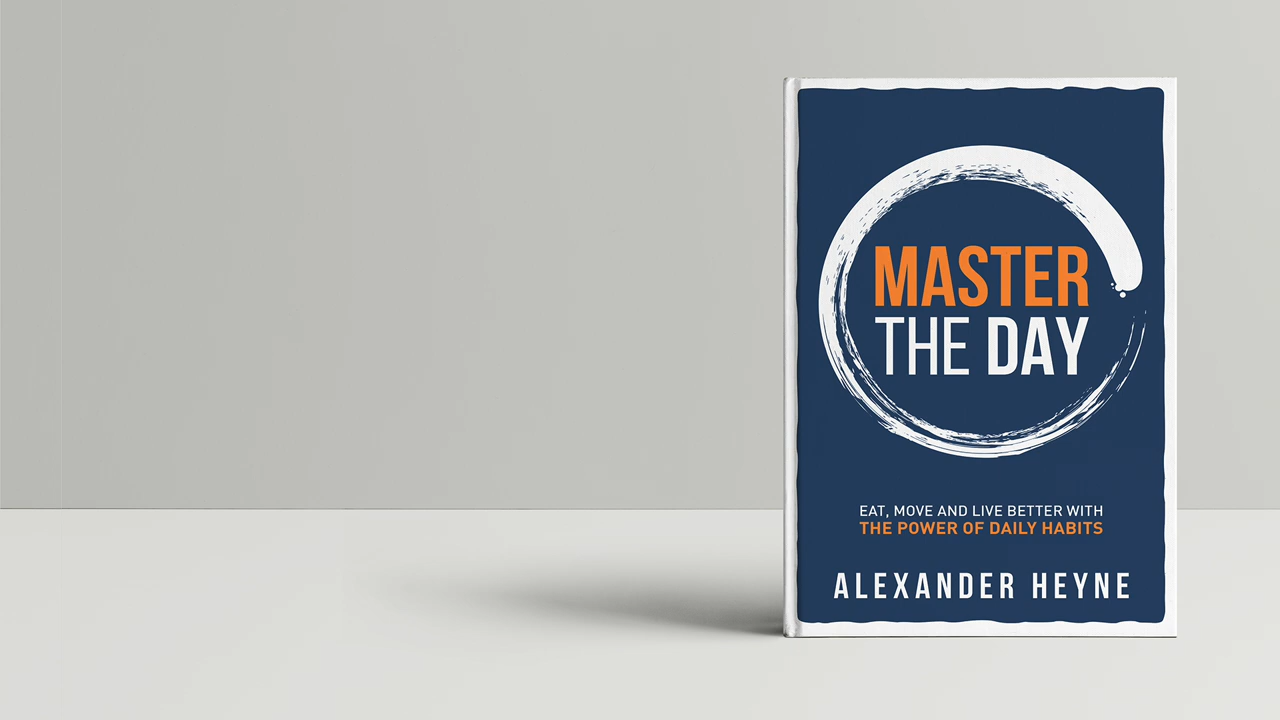 MASTER
THE DAY
EAT, MOVE AND LIVE BETTER WITH
THE POWER OF DAILY HABITS
ALEXANDER HEYNE